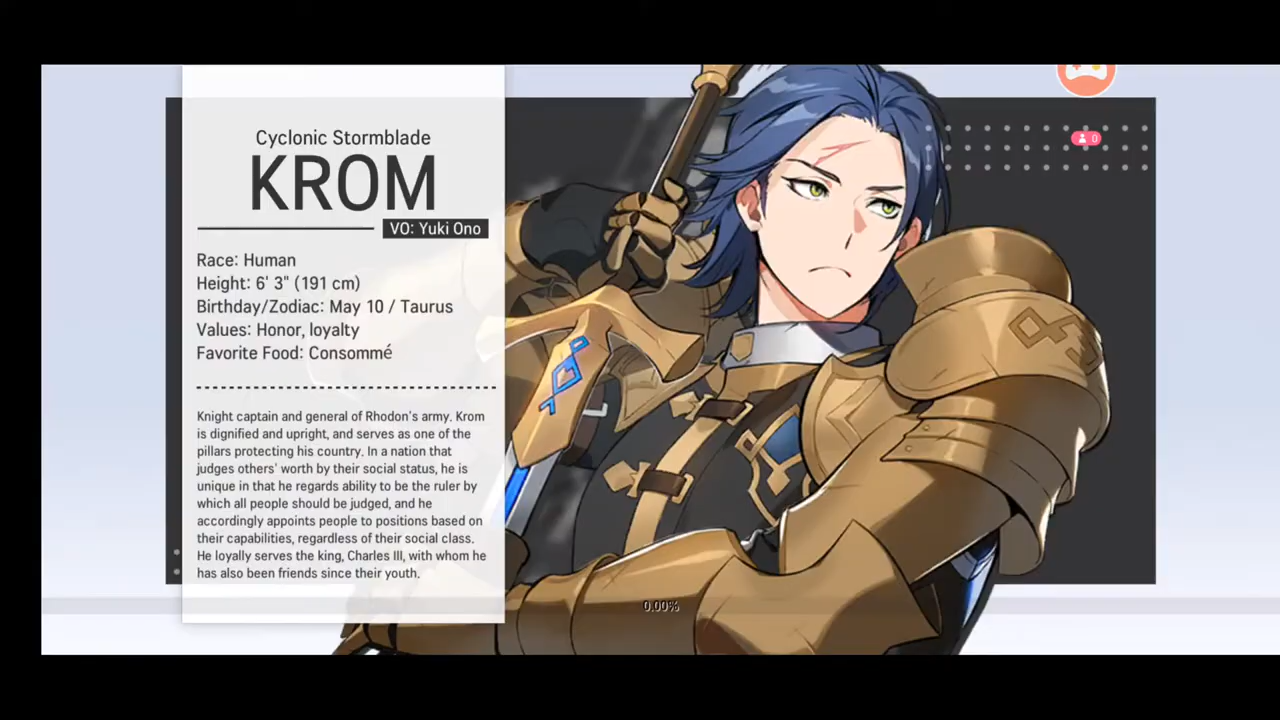 Cyclonic Stormblade
KROM
VO: Yuki Ono
Race: Human
Height: 6' 3" (191 cm)
Birthday/Zodiac: May 10 / Taurus
Values: Honor, loyalty
Favorite Food: Consommé
Knight captain and general of Rhodon's army. Krom
is dignified and upright, and serves as one of the
pillars protecting his country. In a nation that
judges others' worth by their social status, he is
unique in that he regards ability to be the ruler by
which all people should be judged, and he
accordingly appoints people to positions based on
their capabilities, regardless of their social class.
He loyally serves the king, Charles III, with whom he
has also been friends since their youth.
0
0.00%